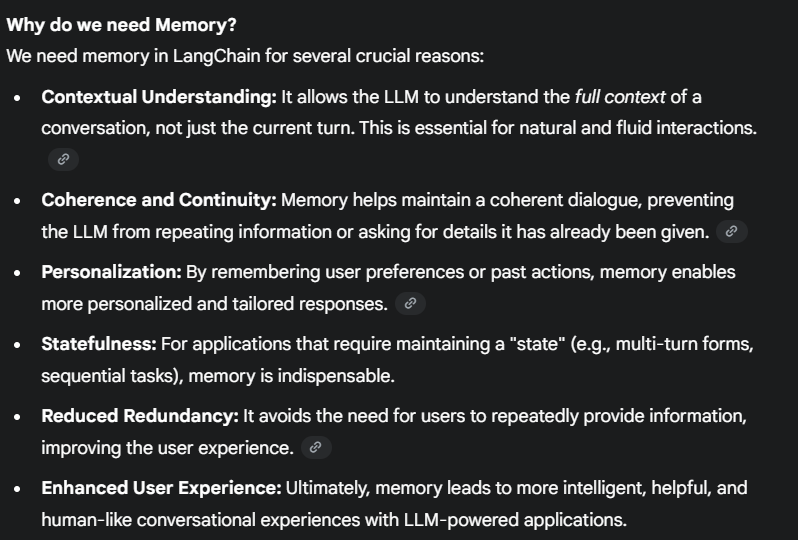 Why do we need Memory?
We need memory in LangChain for several crucial reasons:
• Contextual Understanding: It allows the LLM to understand the full context of a
conversation, not just the current turn. This is essential for natural and fluid interactions.
• Coherence and Continuity: Memory helps maintain a coherent dialogue, preventing
the LLM from repeating information or asking for details it has already been given.
• Personalization: By remembering user preferences or past actions, memory enables
more personalized and tailored responses.
• Statefulness: For applications that require maintaining a "state" (e.g., multi-turn forms,
sequential tasks), memory is indispensable.
• Reduced Redundancy: It avoids the need for users to repeatedly provide information,
improving the user experience.
• Enhanced User Experience: Ultimately, memory leads to more intelligent, helpful, and
human-like conversational experiences with LLM-powered applications.